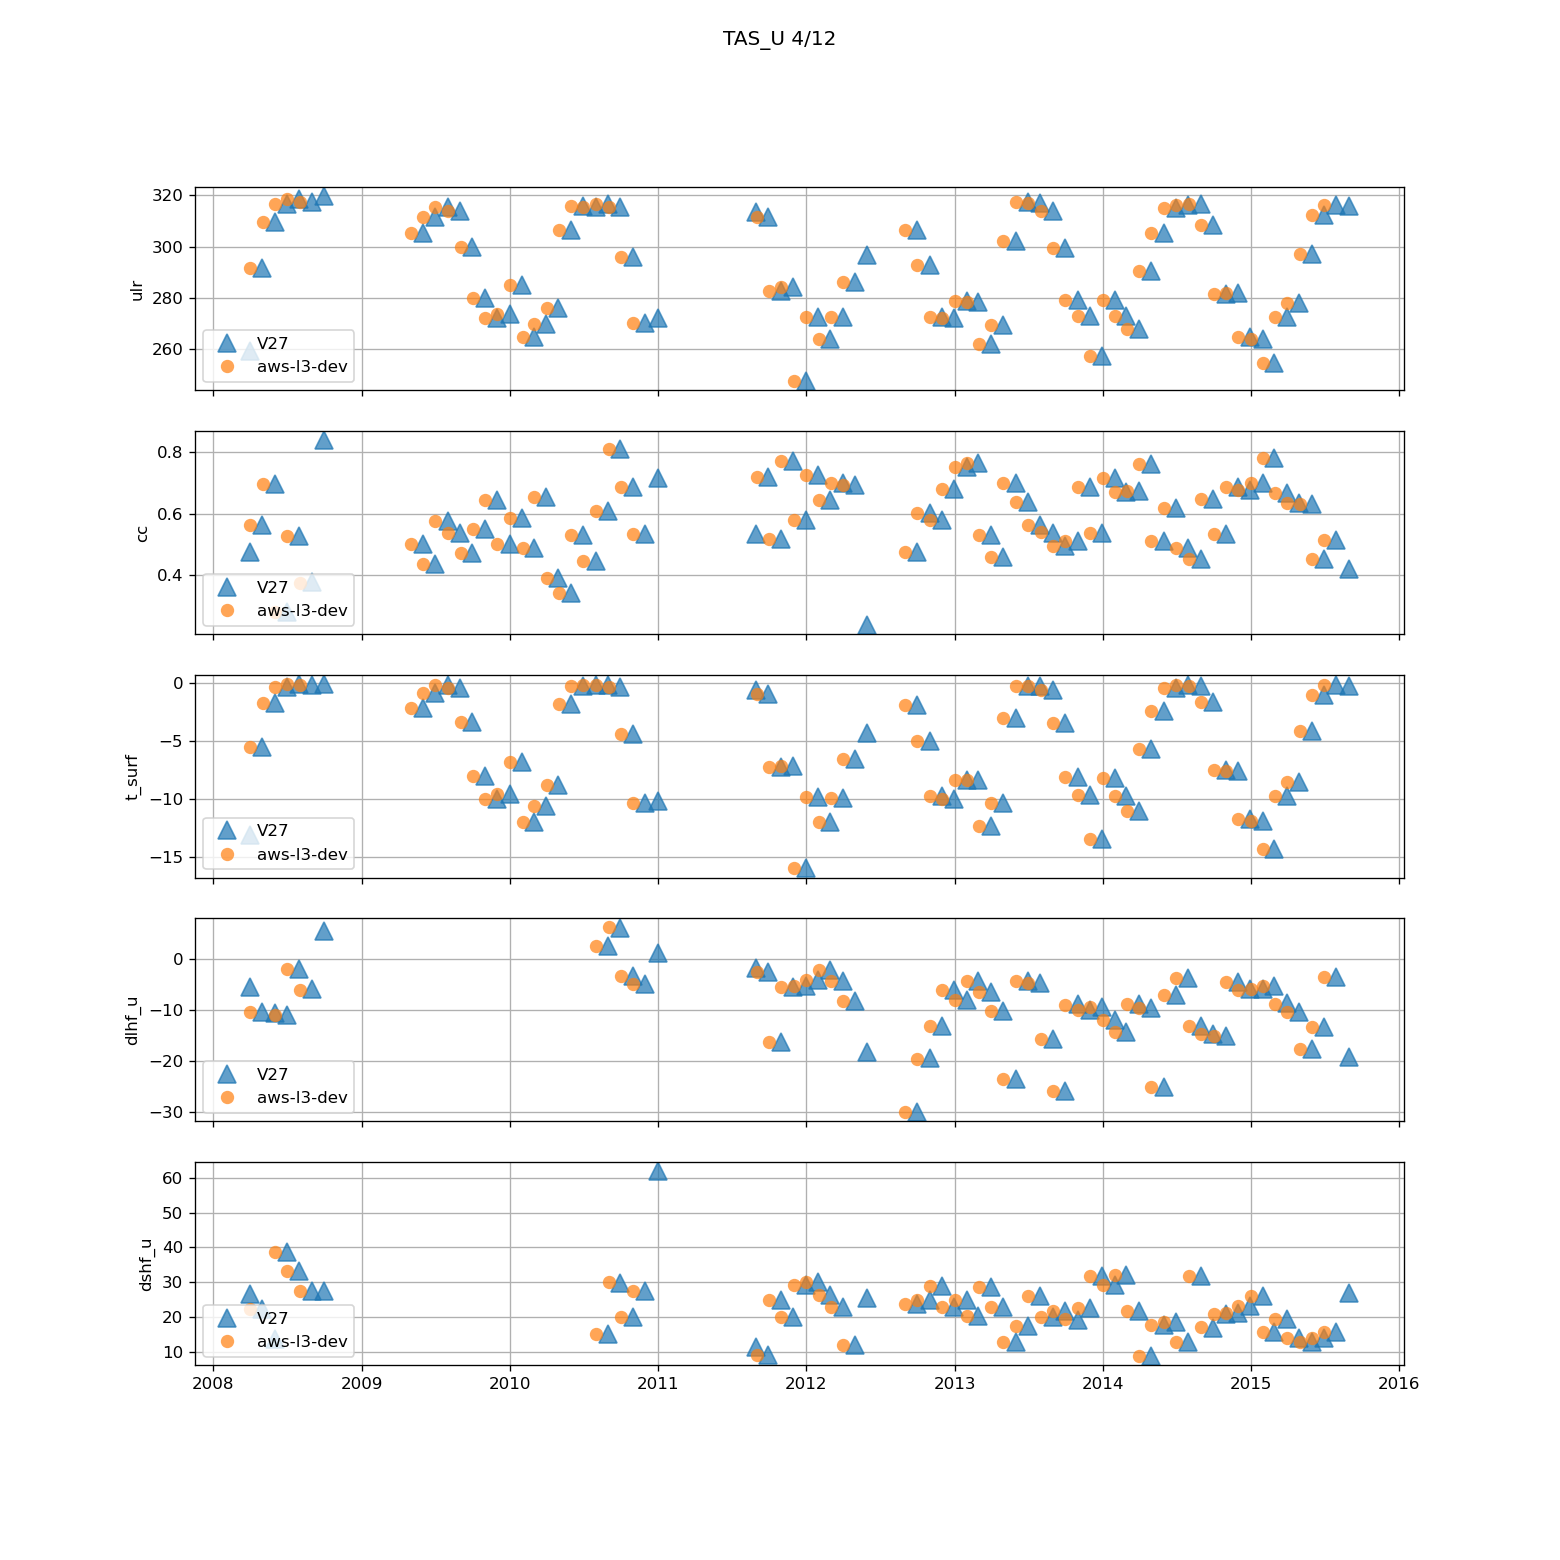 TAS_U 4/12
320
300
280
260
ulr
V27
aws-l3-dev
0.8
0.6
0.4
cc
V27
aws-l3-dev
0
−5
−10
−15
t_surf
V27
aws-l3-dev
0
−10
−20
−30
dlhf_u
V27
aws-l3-dev
60
50
40
30
20
10
dshf_u
V27
aws-l3-dev
2008 2009 2010 2011 2012 2013 2014 2015 2016